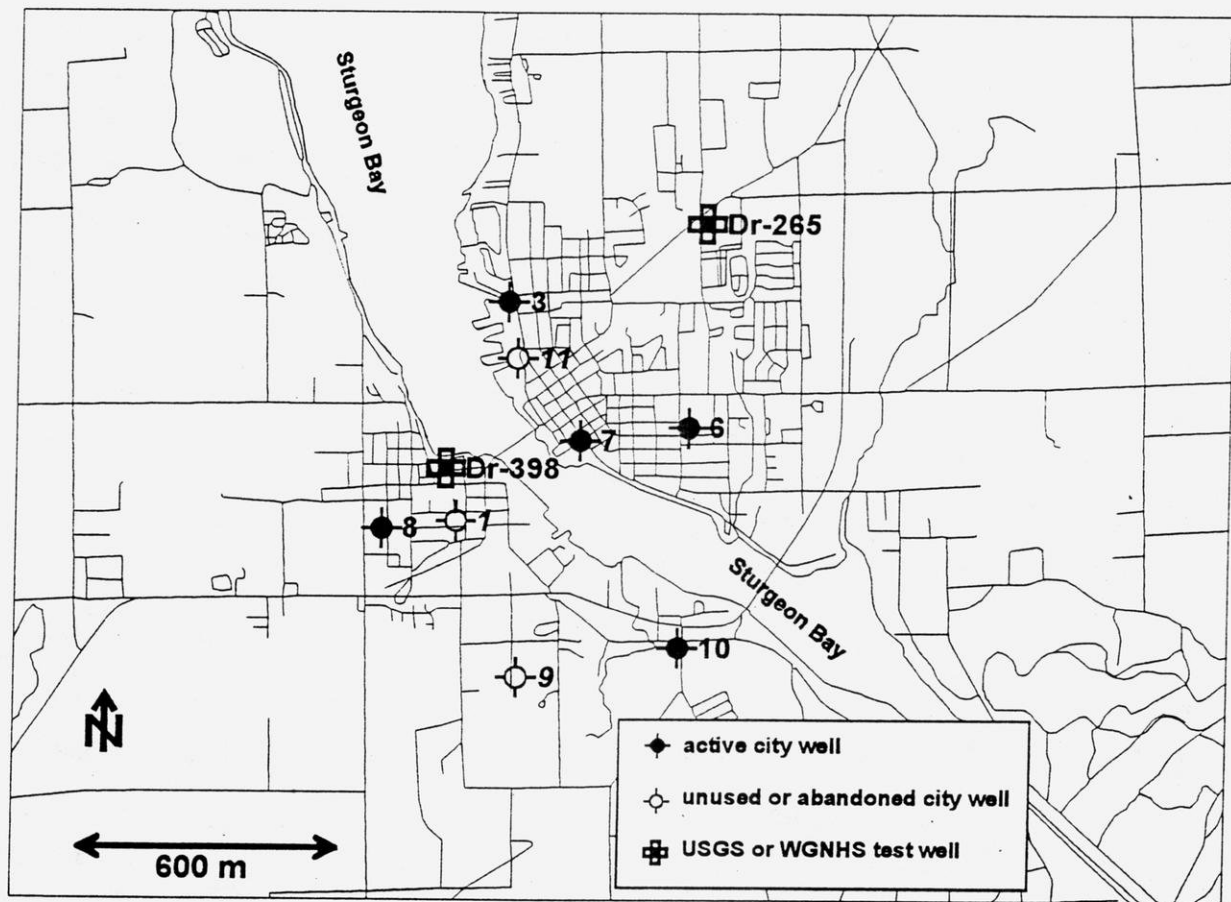 Sturgeon Bay
Dr-265
3
11
6
7
Dr-398
8
1
Sturgeon Bay
10
9
N
600 m
active city well
unused or abandoned city well
USGS or WGNHS test well